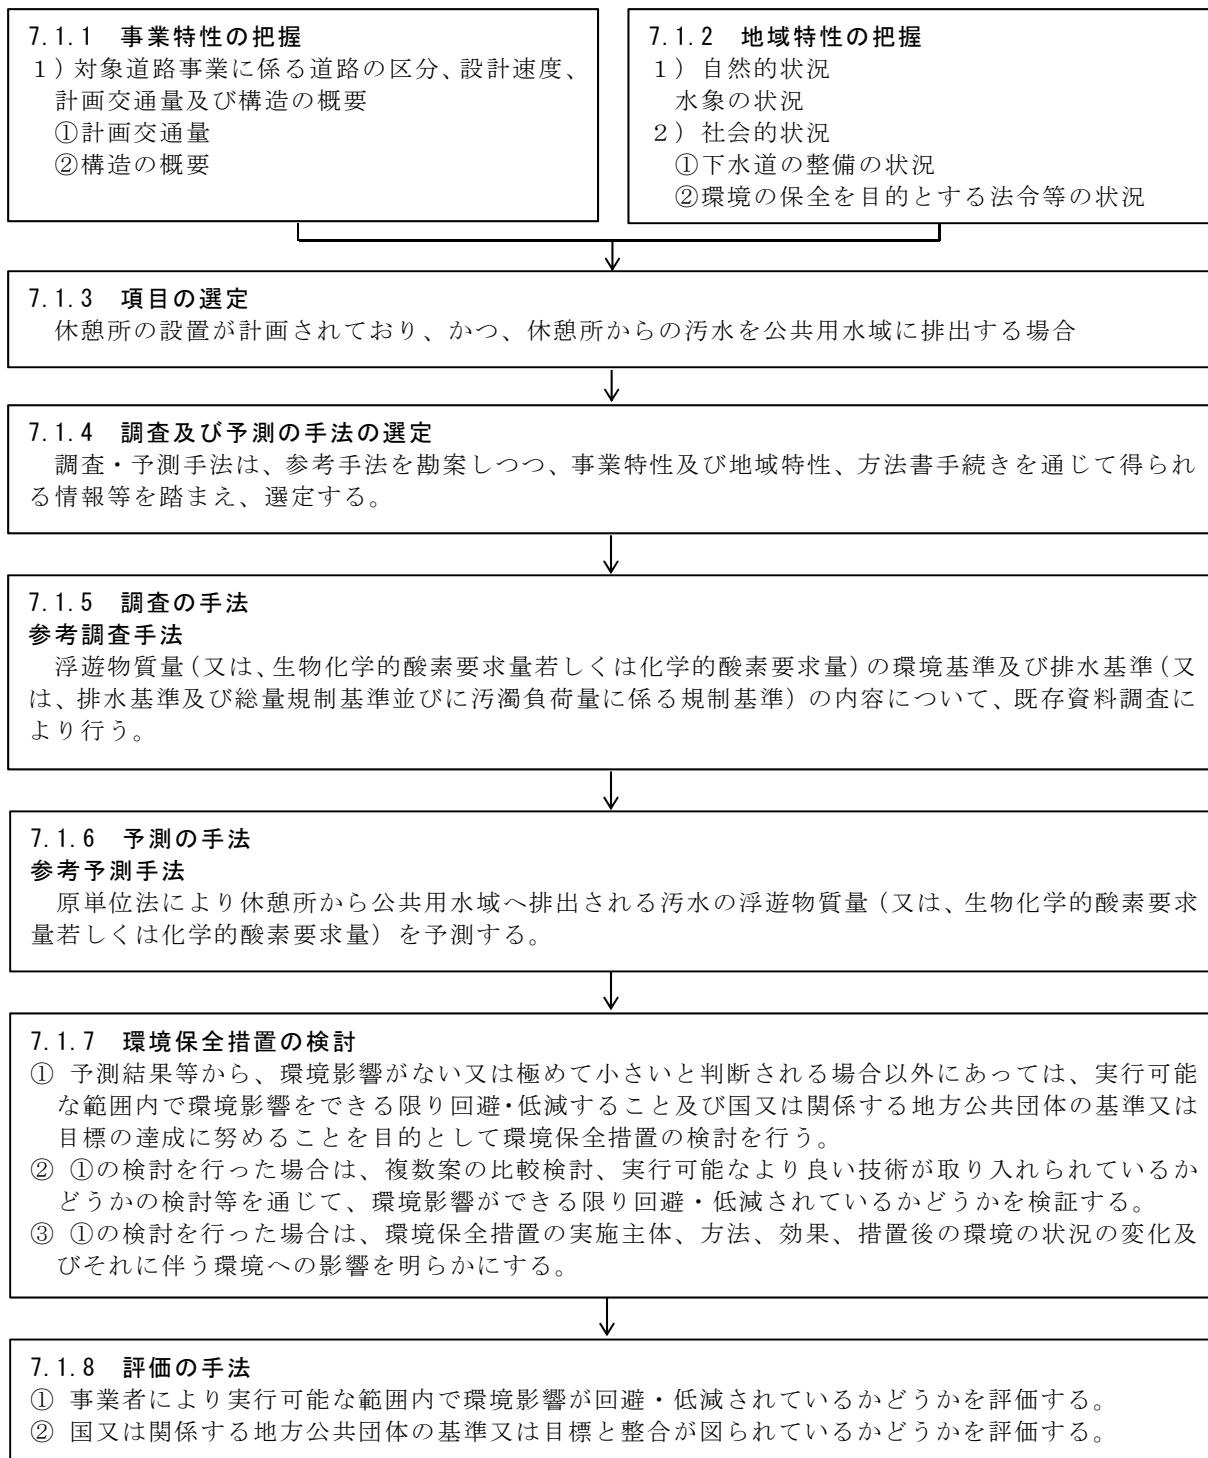 7.1.1 事業特性の把握
１）対象道路事業に係る道路の区分、設計速度、
計画交通量及び構造の概要
①計画交通量
②構造の概要
7.1.2 地域特性の把握
１）自然的状況
水象の状況
２）社会的状況
①下水道の整備の状況
②環境の保全を目的とする法令等の状況
7.1.3 項目の選定
休憩所の設置が計画されており、かつ、休憩所からの汚水を公共用水域に排出する場合
7.1.4 調査及び予測の手法の選定
調査・予測手法は、参考手法を勘案しつつ、事業特性及び地域特性、方法書手続きを通じて得られ
る情報等を踏まえ、選定する。
7.1.5 調査の手法
参考調査手法
浮遊物質量（又は、生物化学的酸素要求量若しくは化学的酸素要求量）の環境基準及び排水基準（又
は、排水基準及び総量規制基準並びに汚濁負荷量に係る規制基準）の内容について、既存資料調査に
より行う。
7.1.6 予測の手法
参考予測手法
原単位法により休憩所から公共用水域へ排出される汚水の浮遊物質量（又は、生物化学的酸素要求
量若しくは化学的酸素要求量）を予測する。
7.1.7 環境保全措置の検討
① 予測結果等から、環境影響がない又は極めて小さいと判断される場合以外にあっては、実行可能
な範囲内で環境影響をできる限り回避・低減すること及び国又は関係する地方公共団体の基準又は
目標の達成に努めることを目的として環境保全措置の検討を行う。
② ①の検討を行った場合は、複数案の比較検討、実行可能なより良い技術が取り入れられているか
どうかの検討等を通じて、環境影響ができる限り回避・低減されているかどうかを検証する。
③ ①の検討を行った場合は、環境保全措置の実施主体、方法、効果、措置後の環境の状況の変化及
びそれに伴う環境への影響を明らかにする。
7.1.8 評価の手法
① 事業者により実行可能な範囲内で環境影響が回避・低減されているかどうかを評価する。
② 国又は関係する地方公共団体の基準又は目標と整合が図られているかどうかを評価する。